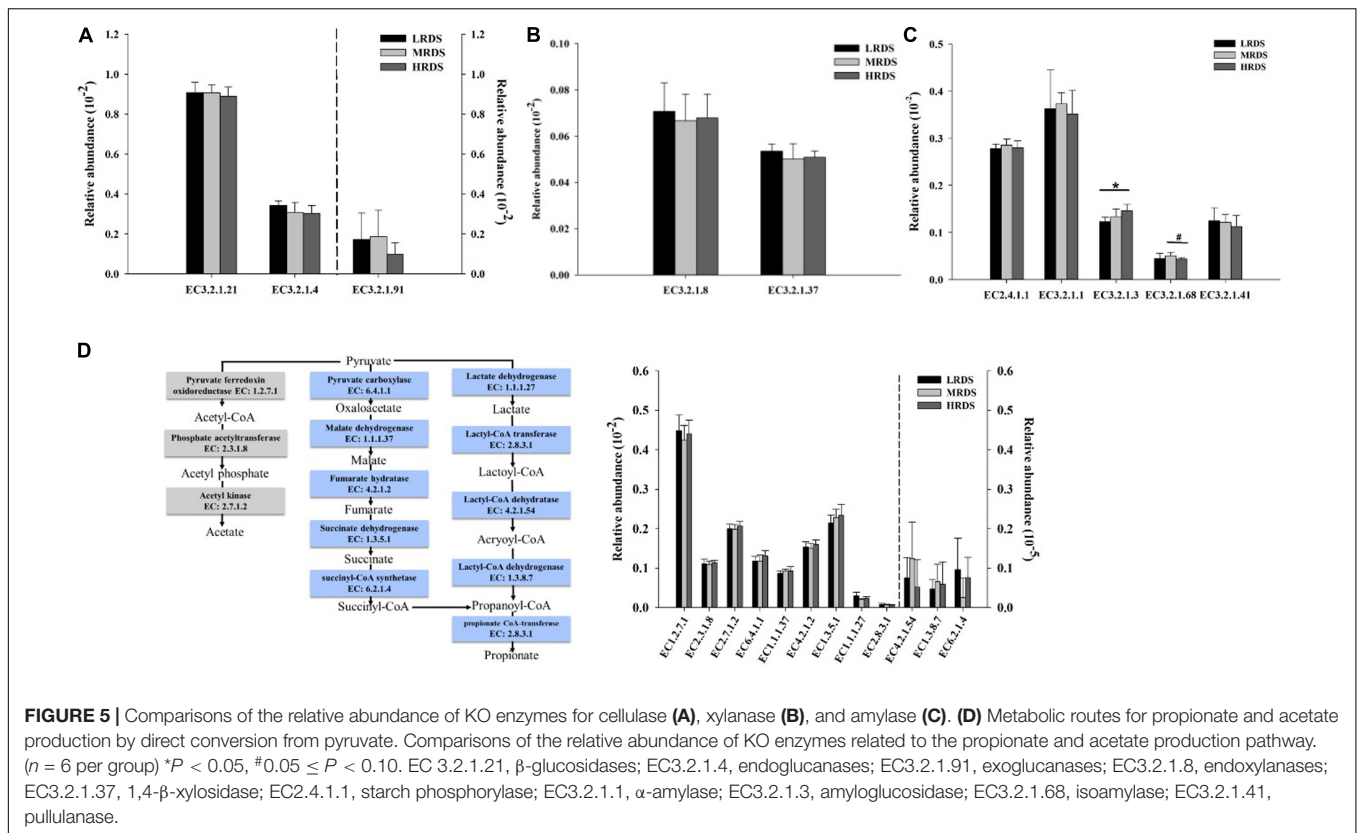 A
1.2
1.0
0.8
0.6
0.4
0.2
0.0
Relative abundance (10⁻²)
LRDS
MRDS
HRDS
1.2
1.0
0.8
0.6
0.4
0.2
0.0
Relative abundance (10⁻²)
EC3.2.1.21 EC3.2.1.4 EC3.2.1.91
B
0.10
0.08
0.06
0.04
0.02
0.00
Relative abundance (10⁻²)
LRDS
MRDS
HRDS
EC3.2.1.8 EC3.2.1.37
C
0.5
0.4
0.3
0.2
0.1
0.0
Relative abundance (10⁻²)
LRDS
MRDS
HRDS
*
#
EC2.4.1.1 EC3.2.1.1 EC3.2.1.3 EC3.2.1.68 EC3.2.1.41
D
Pyruvate
Pyruvate ferredoxin
oxidoreductase EC: 1.2.7.1
Acetyl-CoA
Phosphate acetyltransferase
EC: 2.3.1.8
Acetyl phosphate
Acetyl kinase
EC: 2.7.1.2
Acetate
Pyruvate carboxylase
EC: 6.4.1.1
Oxaloacetate
Malate dehydrogenase
EC: 1.1.1.37
Malate
Fumarate hydratase
EC: 4.2.1.2
Fumarate
Succinate dehydrogenase
EC: 1.3.5.1
Succinate
succinyl-CoA synthetase
EC: 6.2.1.4
Succinyl-CoA
Lactate dehydrogenase
EC: 1.1.1.27
Lactate
Lactyl-CoA transferase
EC: 2.8.3.1
Lactoyl-CoA
Lactyl-CoA dehydratase
EC: 4.2.1.54
Acryoyl-CoA
Lactyl-CoA dehydrogenase
EC: 1.3.8.7
Propanoyl-CoA
propionate CoA-transferase
EC: 2.8.3.1
Propionate
0.6
0.5
0.4
0.3
0.2
0.1
0.0
Relative abundance (10⁻²)
LRDS
MRDS
HRDS
0.6
0.5
0.4
0.3
0.2
0.1
0.0
Relative abundance (10⁻⁵)
EC1.2.7.1
EC2.3.1.8
EC2.7.1.2
EC6.4.1.1
EC1.1.1.37
EC4.2.1.2
EC1.3.5.1
EC1.1.1.27
EC2.8.3.1
EC4.2.1.54
EC1.3.8.7
EC6.2.1.4
FIGURE 5 | Comparisons of the relative abundance of KO enzymes for cellulase (A), xylanase (B), and amylase (C). (D) Metabolic routes for propionate and acetate
production by direct conversion from pyruvate. Comparisons of the relative abundance of KO enzymes related to the propionate and acetate production pathway.
(n = 6 per group) *P < 0.05, #0.05 ≤ P < 0.10. EC 3.2.1.21, β-glucosidases; EC3.2.1.4, endoglucanases; EC3.2.1.91, exoglucanases; EC 3.2.1.8, endoxylanases;
EC3.2.1.37, 1,4-β-xylosidase; EC2.4.1.1, starch phosphorylase; EC3.2.1.1, α-amylase; EC3.2.1.3, amyloglucosidase; EC3.2.1.68, isoamylase; EC3.2.1.41,
pullulanase.